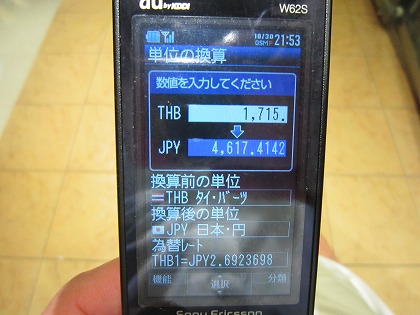 au by KDDI W62S
10/30 21:53
単位の換算
数値を入力してください
THB 1,715.
JPY 4,617.4142
換算前の単位
THB タイ・バーツ
換算後の単位
JPY 日本・円
為替レート
THB1=JPY2.6923698
機能 選択 分類
Sony Ericsson